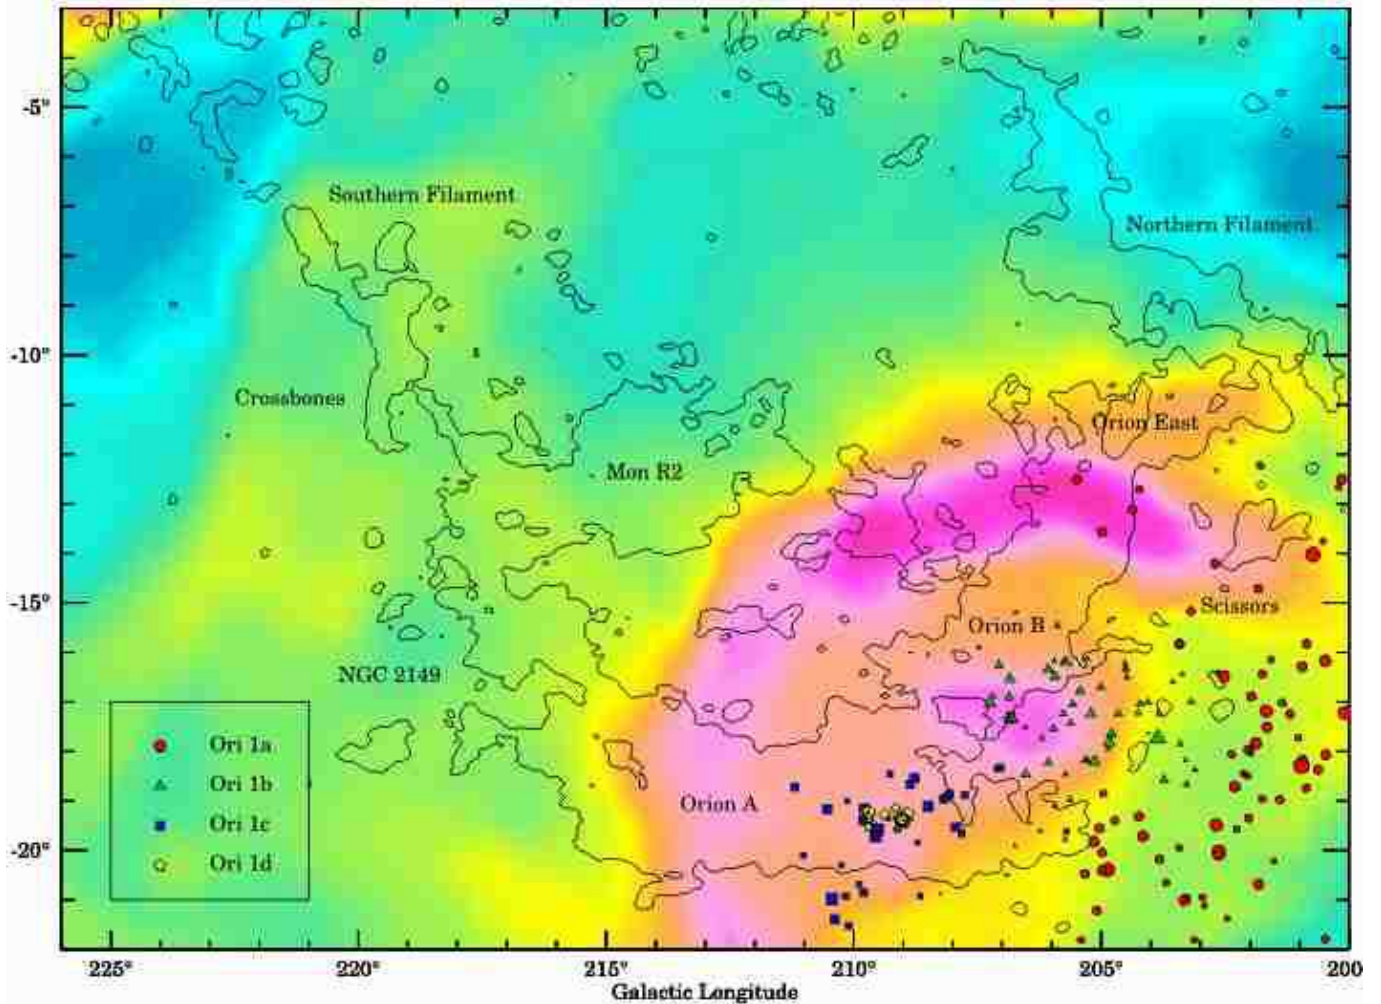 -5°
Southern Filament
Northern Filament
-10°
Crossbones
Orion East
Mon R2
-15°
Scissors
Orion B
NGC 2149
Ori 1a
Ori 1b
Orion A
Ori 1c
-20°
Ori 1d
225° 220° 215° 210° 205° 200
Galactic Longitude